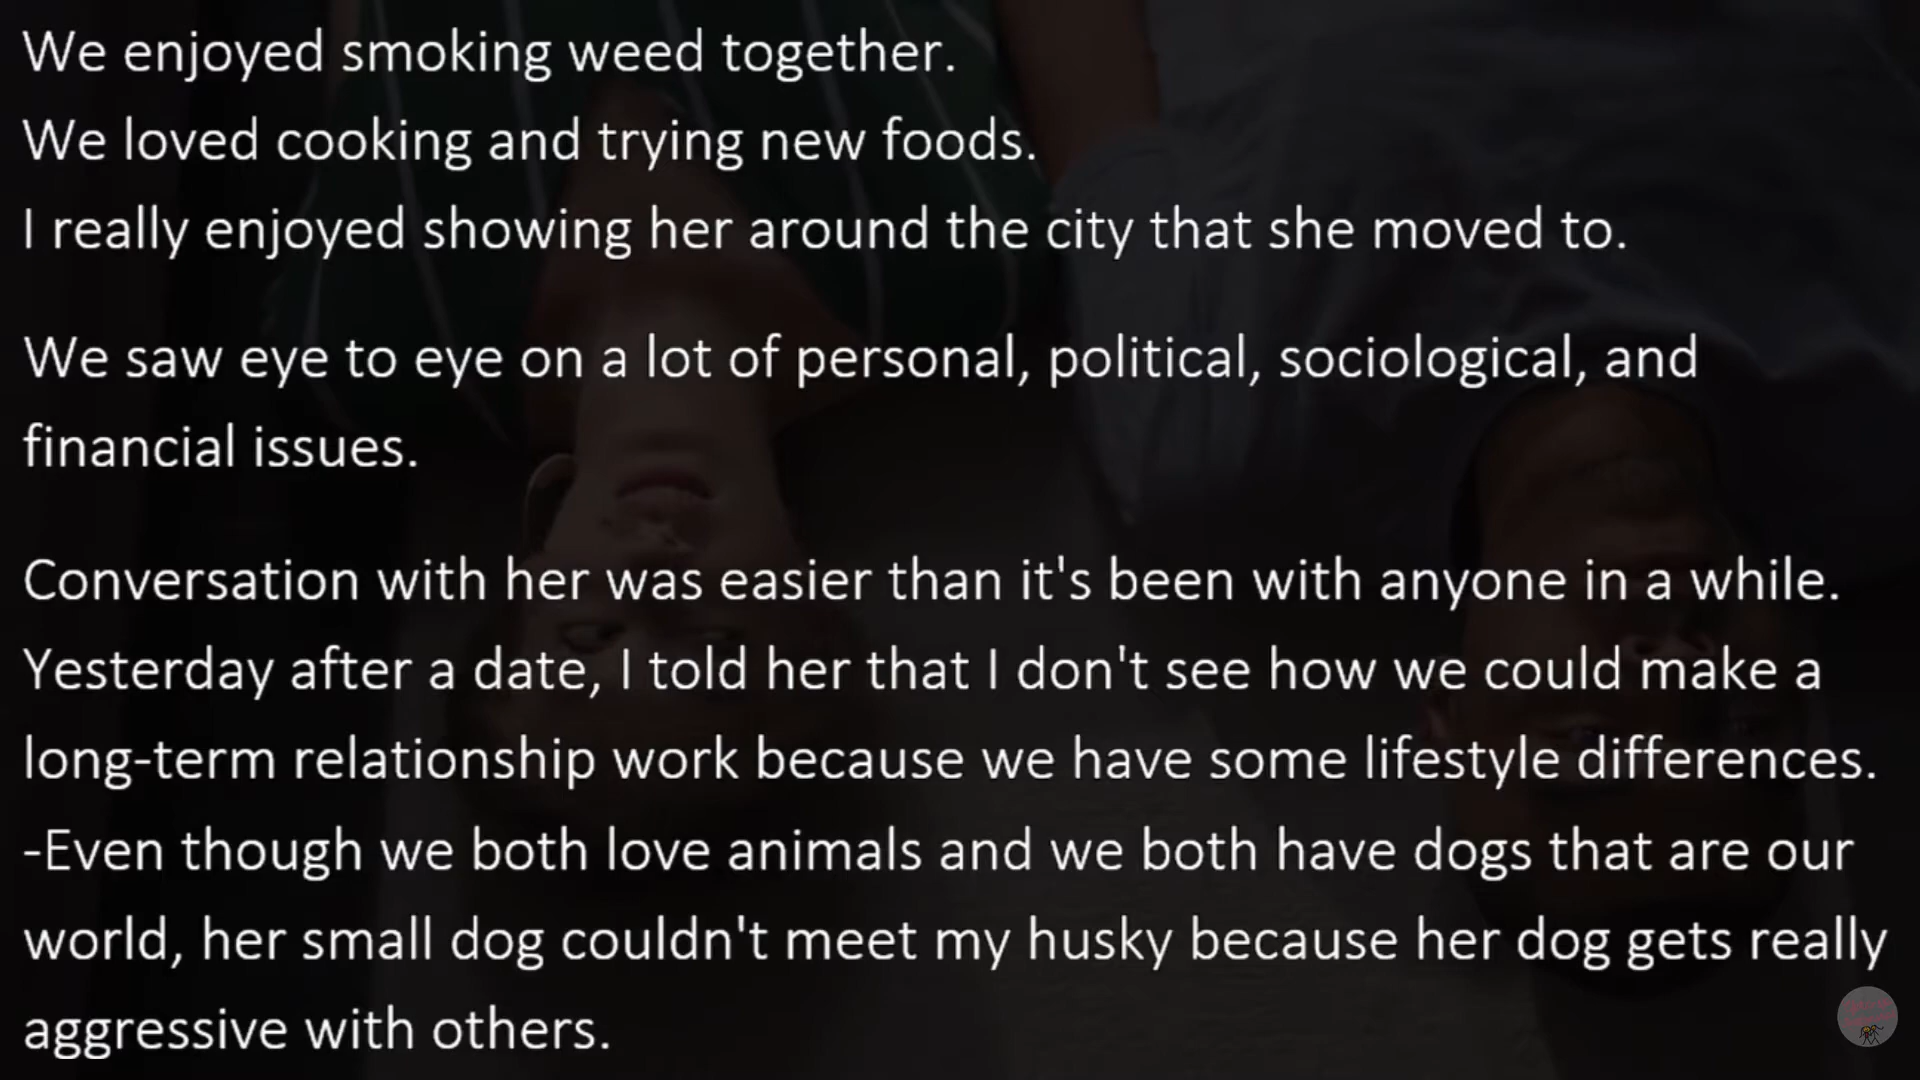 We enjoyed smoking weed together.
We loved cooking and trying new foods.
I really enjoyed showing her around the city that she moved to.
We saw eye to eye on a lot of personal, political, sociological, and
financial issues.
Conversation with her was easier than it's been with anyone in a while.
Yesterday after a date, I told her that I don't see how we could make a
long-term relationship work because we have some lifestyle differences.
-Even though we both love animals and we both have dogs that are our
world, her small dog couldn't meet my husky because her dog gets really
aggressive with others.